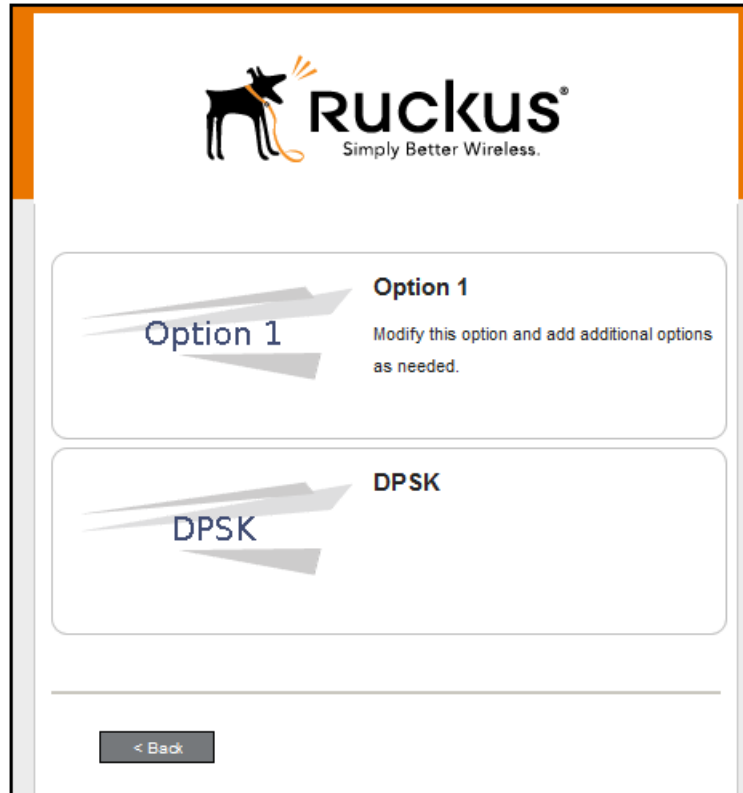 RUCKUS®
Simply Better Wireless.
Option 1
Option 1
Modify this option and add additional options
as needed.
DPSK
DPSK
< Back